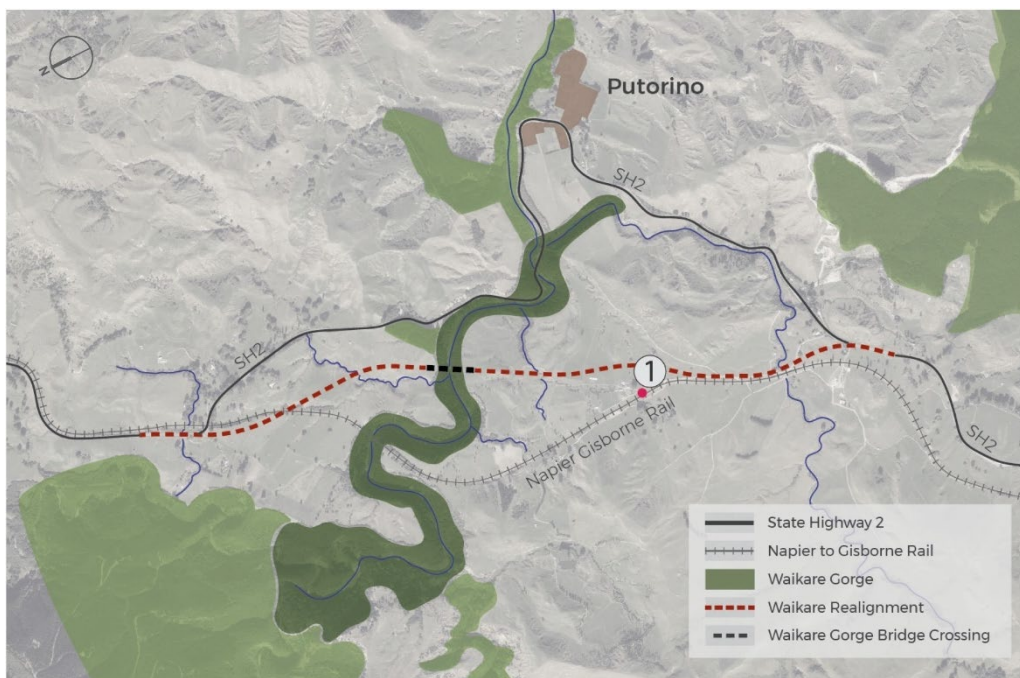 N
Putorino
SH2
SH2
1
Napier Gisborne Rail
SH2
State Highway 2
Napier to Gisborne Rail
Waikare Gorge
Waikare Realignment
Waikare Gorge Bridge Crossing